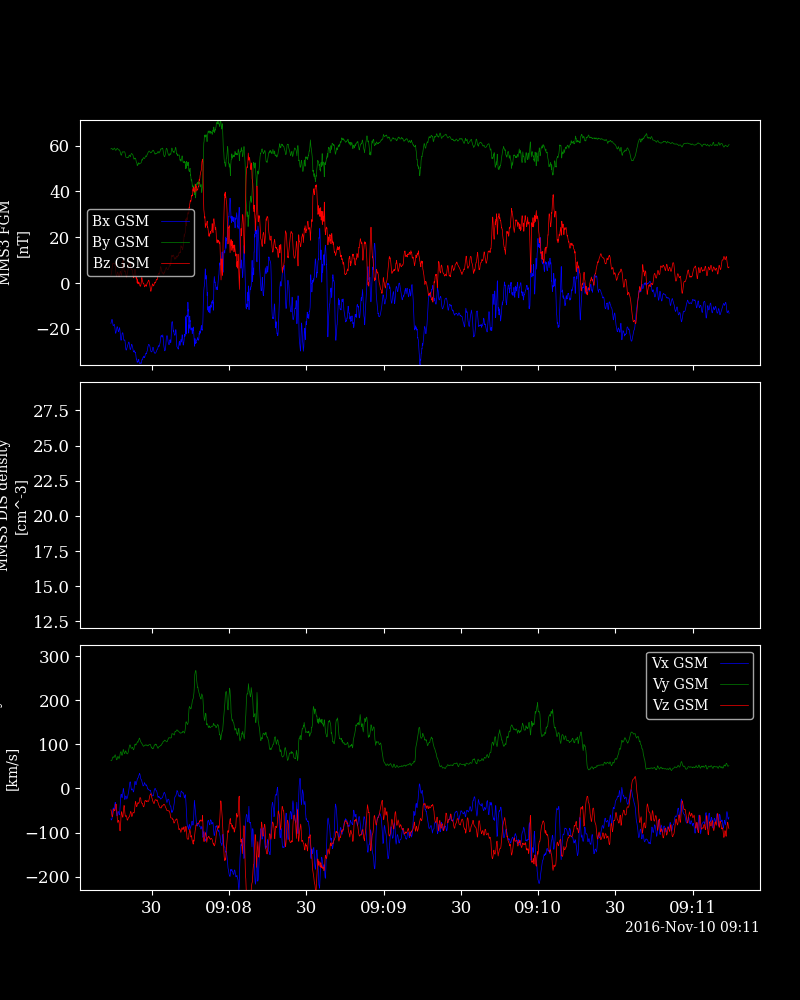 60
40
20
0
−20
MMS3 FGM
[nT]
Bx GSM
By GSM
Bz GSM
27.5
25.0
22.5
20.0
17.5
15.0
12.5
MMS3 DIS density
[cm^-3]
300
200
100
0
−100
−200
[km/s]
Vx GSM
Vy GSM
Vz GSM
30 09:08 30 09:09 30 09:10 30 09:11
2016-Nov-10 09:11